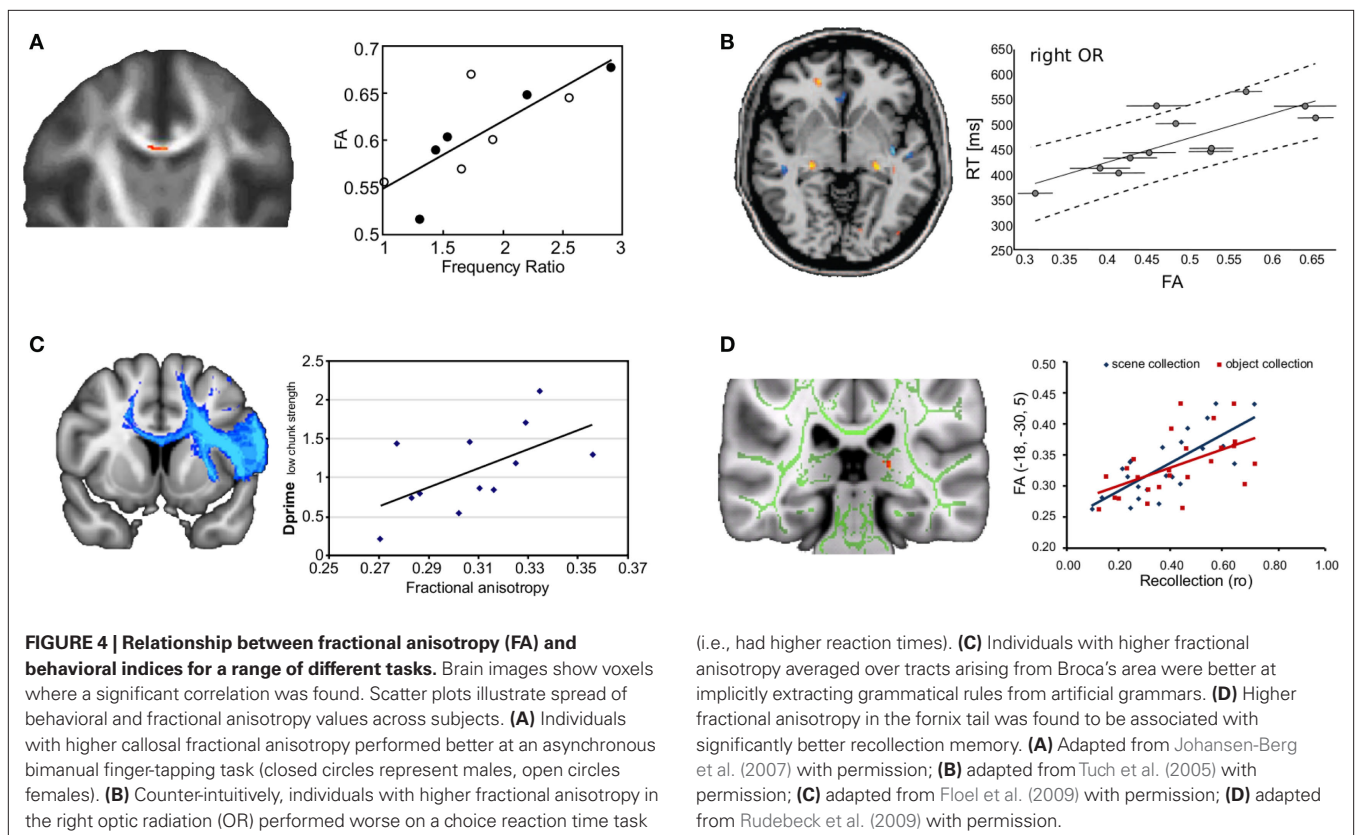 A
FA
0.7
0.65
0.6
0.55
0.5
1
1.5
2
2.5
3
Frequency Ratio
B
right OR
RT [ms]
650
600
550
500
450
400
350
300
250
0.3
0.35
0.4
0.45
0.5
0.55
0.6
0.65
FA
C
Dprime low chunk strength
2.5
2
1.5
1
0.5
0
0.25
0.27
0.29
0.31
0.33
0.35
0.37
Fractional anisotropy
D
scene collection
object collection
FA (-18, -30, 5)
0.50
0.45
0.40
0.35
0.30
0.25
0.20
0.00
0.20
0.40
0.60
0.80
1.00
Recollection (ro)
FIGURE 4 | Relationship between fractional anisotropy (FA) and
behavioral indices for a range of different tasks. Brain images show voxels
where a significant correlation was found. Scatter plots illustrate spread of
behavioral and fractional anisotropy values across subjects. (A) Individuals
with higher callosal fractional anisotropy performed better at an asynchronous
bimanual finger-tapping task (closed circles represent males, open circles
females). (B) Counter-intuitively, individuals with higher fractional anisotropy in
the right optic radiation (OR) performed worse on a choice reaction time task
(i.e., had higher reaction times). (C) Individuals with higher fractional
anisotropy averaged over tracts arising from Broca's area were better at
implicitly extracting grammatical rules from artificial grammars. (D) Higher
fractional anisotropy in the fornix tail was found to be associated with
significantly better recollection memory. (A) Adapted from Johansen-Berg
et al. (2007) with permission; (B) adapted from Tuch et al. (2005) with
permission; (C) adapted from Floel et al. (2009) with permission; (D) adapted
from Rudebeck et al. (2009) with permission.